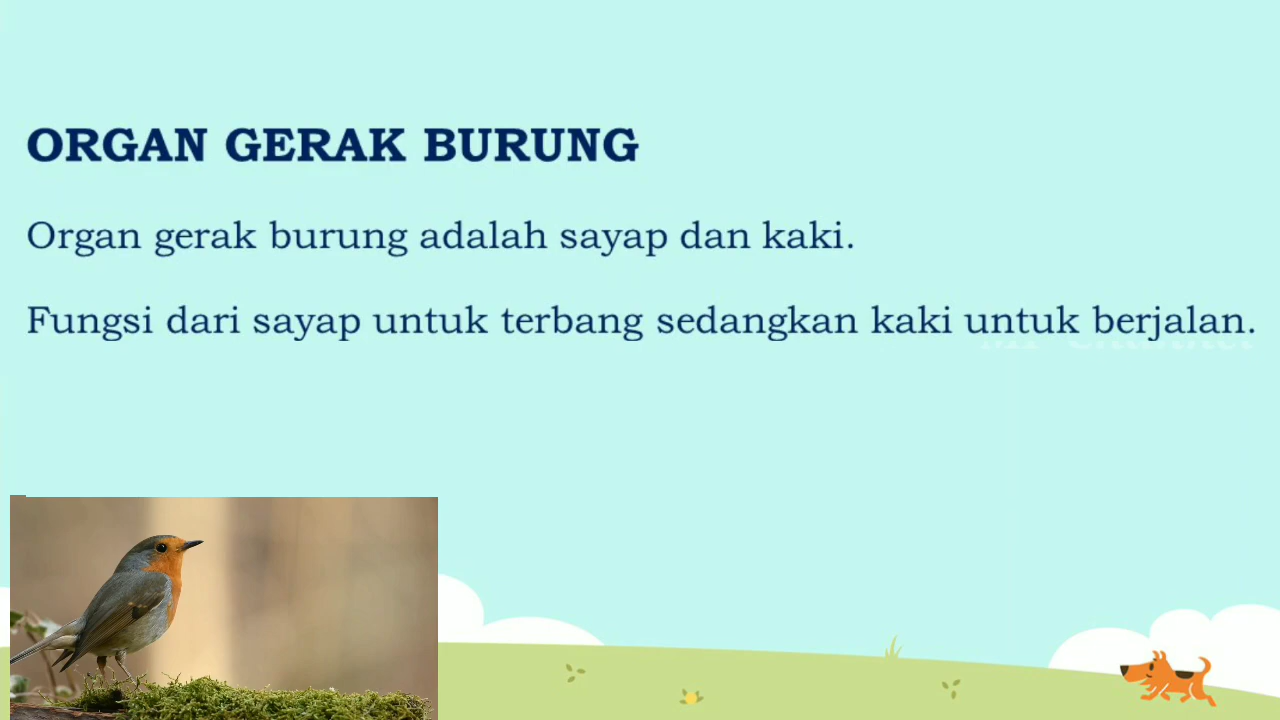 ORGAN GERAK BURUNG
Organ gerak burung adalah sayap dan kaki.
Fungsi dari sayap untuk terbang sedangkan kaki untuk berjalan.